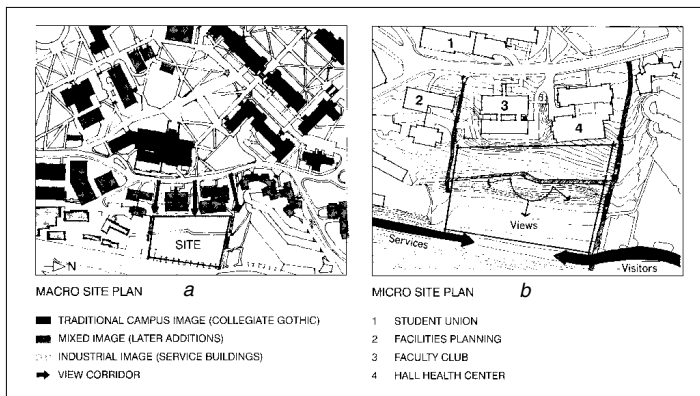 SITE
N
MACRO SITE PLAN a
TRADITIONAL CAMPUS IMAGE (COLLEGIATE GOTHIC)
MIXED IMAGE (LATER ADDITIONS)
INDUSTRIAL IMAGE (SERVICE BUILDINGS)
VIEW CORRIDOR
1
2
3
4
Views
Services
Visitors
MICRO SITE PLAN b
1 STUDENT UNION
2 FACILITIES PLANNING
3 FACULTY CLUB
4 HALL HEALTH CENTER